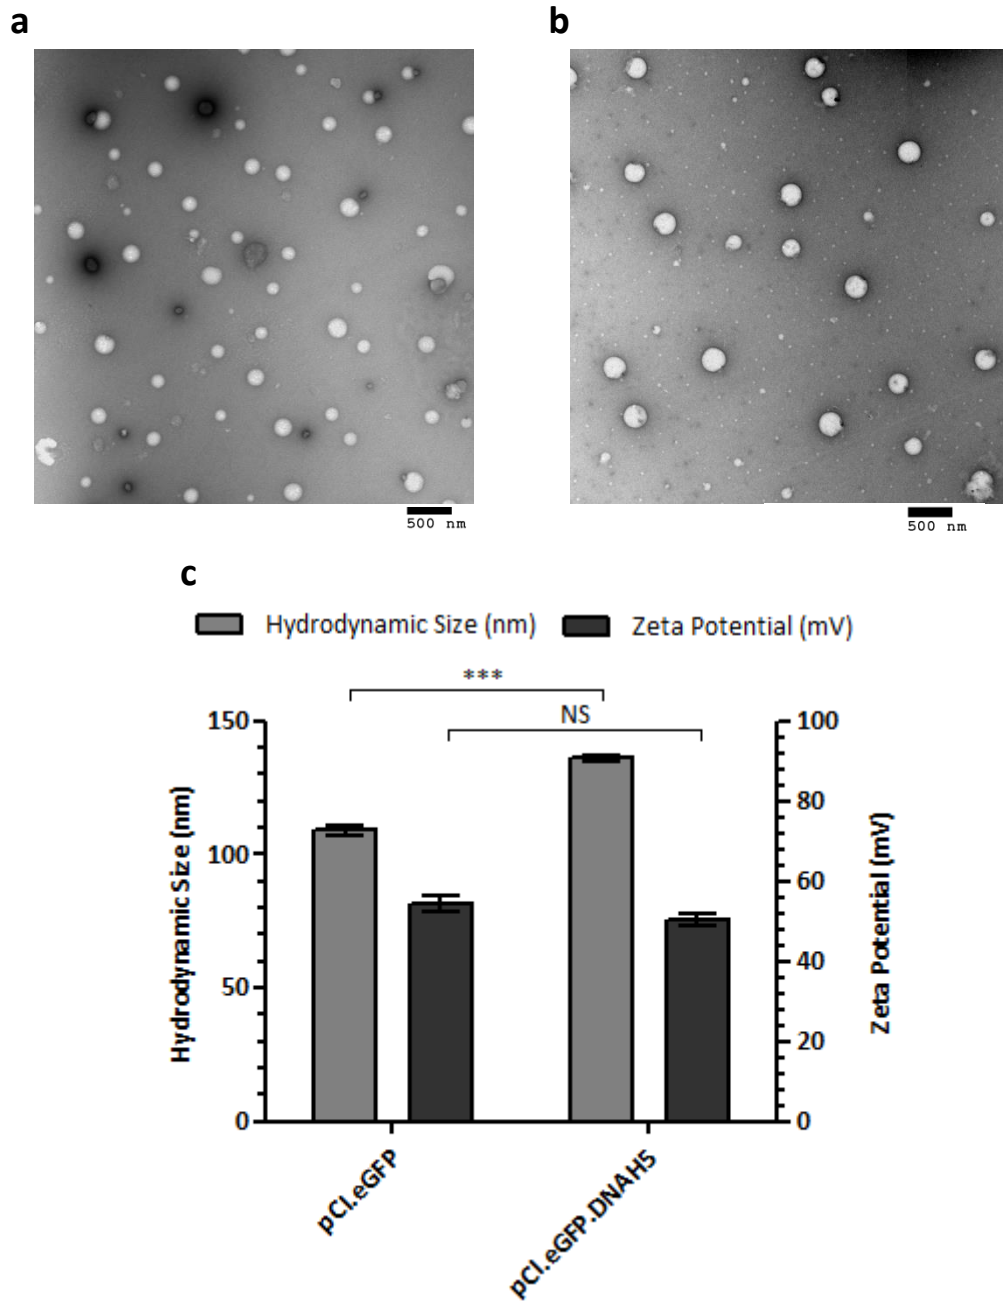 a
b
500 nm
500 nm
c
Hydrodynamic Size (nm) Zeta Potential (mV)
***
NS
150
100
50
0
Hydrodynamic Size (nm)
100
80
60
40
20
0
Zeta Potential (mV)
pCI.eGFP
pCI.eGFP.DNAH5